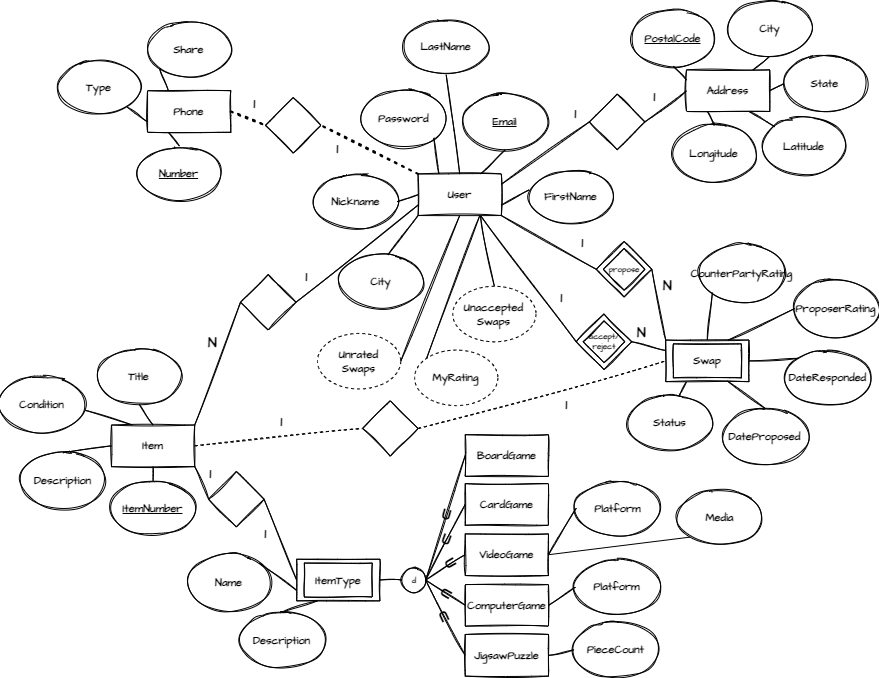 LastName
PostalCode
City
Share
Type
Phone
I
Address
State
Password
Email
I
I
I
Number
Longitude
Latitude
Nickname
User
FirstName
I
propose
CounterPartyRating
City
I
N
Unaccepted
Swaps
I
ProposerRating
N
accept/
reject
N
Unrated
Swaps
MyRating
Swap
Title
DateResponded
Condition
I
I
Status
DateProposed
Item
BoardGame
Description
I
ItemNumber
CardGame
Platform
Media
I
VideoGame
Name
ItemType
d
Platform
ComputerGame
Description
JigsawPuzzle
PieceCount